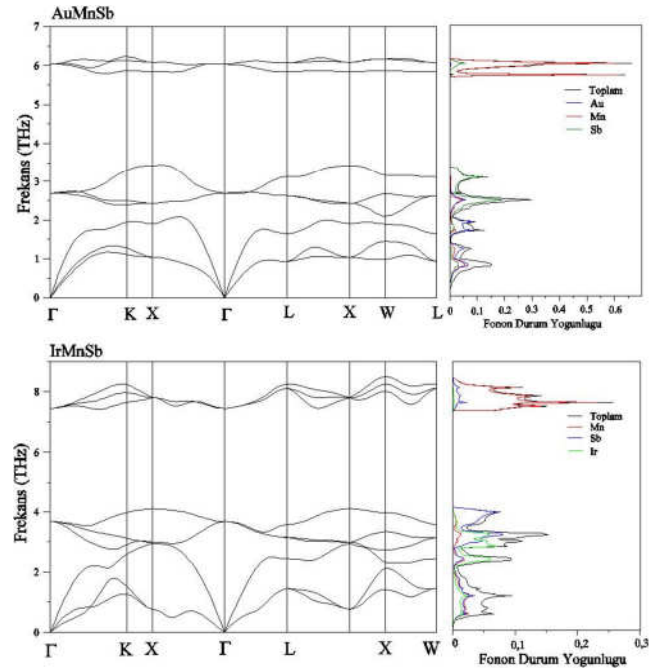 AuMnSb
Frekans (THz)
7
6
5
4
3
2
1
0
Γ K X Γ L X W L
Toplam
Au
Mn
Sb
0 0.1 0.2 0.3 0.4 0.5 0.6
Fonon Durum Yogunlugu
IrMnSb
Frekans (THz)
8
6
4
2
0
Γ K X Γ L X W
Toplam
Mn
Sb
Ir
0 0,1 0,2 0,3
Fonon Durum Yogunlugu